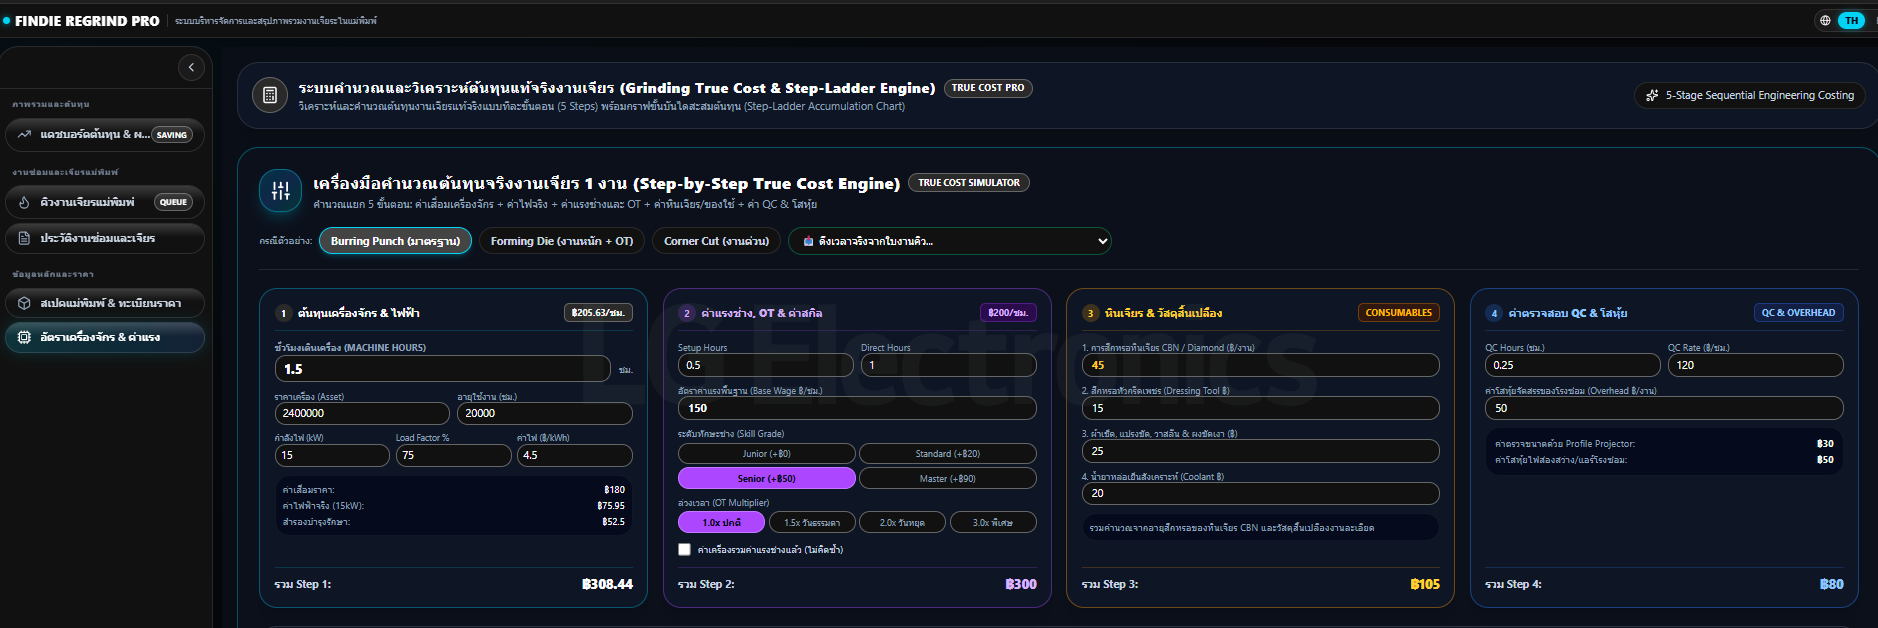 FINDIE REGRIND PRO
ระบบบริหารจัดการและสรุปภาพรวมงานเจียระไนแม่พิมพ์
TH
ภาพรวมและต้นทุน
แดชบอร์ดต้นทุน & ผ... SAVING
งานซ่อมและเจียรแม่พิมพ์
คิวงานเจียรแม่พิมพ์ QUEUE
ประวัติงานซ่อมและเจียร
ข้อมูลหลักและราคา
สเปคแม่พิมพ์ & ทะเบียนราคา
อัตราเครื่องจักร & ค่าแรง
ระบบคำนวณและวิเคราะห์ต้นทุนแท้จริงงานเจียร (Grinding True Cost & Step-Ladder Engine) TRUE COST PRO
วิเคราะห์และคำนวณต้นทุนงานเจียรแท้จริงแบบทีละขั้นตอน (5 Steps) พร้อมกราฟขั้นบันไดสะสมต้นทุน (Step-Ladder Accumulation Chart)
5-Stage Sequential Engineering Costing
เครื่องมือคำนวณต้นทุนจริงงานเจียร 1 งาน (Step-by-Step True Cost Engine) TRUE COST SIMULATOR
คำนวณแยก 5 ขั้นตอน: ค่าเสื่อมเครื่องจักร + ค่าไฟจริง + ค่าแรงช่างและ OT + ค่าหินเจียร/ของใช้ + ค่า QC & โสหุ้ย
กรณีตัวอย่าง: Burring Punch (มาตรฐาน) Forming Die (งานหนัก + OT) Corner Cut (งานด่วน) ดึงเวลาจริงจากใบงานคิว...
1 ต้นทุนเครื่องจักร & ไฟฟ้า ฿205.63/ชม.
ชั่วโมงเดินเครื่อง (MACHINE HOURS)
1.5 ชม.
ราคาเครื่อง (Asset) อายุใช้งาน (ชม.)
2400000 20000
กำลังไฟ (kW) Load Factor % ค่าไฟ (฿/kWh)
15 75 4.5
ค่าเสื่อมราคา: ฿180
ค่าไฟฟ้าจริง (15kW): ฿75.95
สำรองบำรุงรักษา: ฿52.5
รวม Step 1: ฿308.44
2 ค่าแรงช่าง, OT & ค่าสกิล ฿200/ชม.
Setup Hours Direct Hours
0.5 1
อัตราค่าแรงพื้นฐาน (Base Wage ฿/ชม.)
150
ระดับทักษะช่าง (Skill Grade)
Junior (+฿0) Standard (+฿20)
Senior (+฿50) Master (+฿90)
ล่วงเวลา (OT Multiplier)
1.0x ปกติ 1.5x วันธรรมดา 2.0x วันหยุด 3.0x พิเศษ
ค่าเครื่องรวมค่าแรงช่างแล้ว (ไม่คิดซ้ำ)
รวม Step 2: ฿300
3 หินเจียร & วัสดุสิ้นเปลือง CONSUMABLES
1. การสึกหรอหินเจียร CBN / Diamond (฿/งาน)
45
2. สึกหรอหัวกรีดเพชร (Dressing Tool ฿)
15
3. ผ้าเช็ด, แปรงขัด, วาสลีน & ผงขัดเงา (฿)
25
4. น้ำยาหล่อเย็นสังเคราะห์ (Coolant ฿)
20
รวมคำนวณจากอายุสึกหรอของหินเจียร CBN และวัสดุสิ้นเปลืองงานละเอียด
รวม Step 3: ฿105
4 ค่าตรวจสอบ QC & โสหุ้ย QC & OVERHEAD
QC Hours (ชม.) QC Rate (฿/ชม.)
0.25 120
ค่าโสหุ้ยจัดสรรของโรงซ่อม (Overhead ฿/งาน)
50
ค่าตรวจขนาดด้วย Profile Projector: ฿30
ค่าโสหุ้ยไฟส่องสว่าง/แอร์โรงซ่อม: ฿50
รวม Step 4: ฿80
LG Electronics